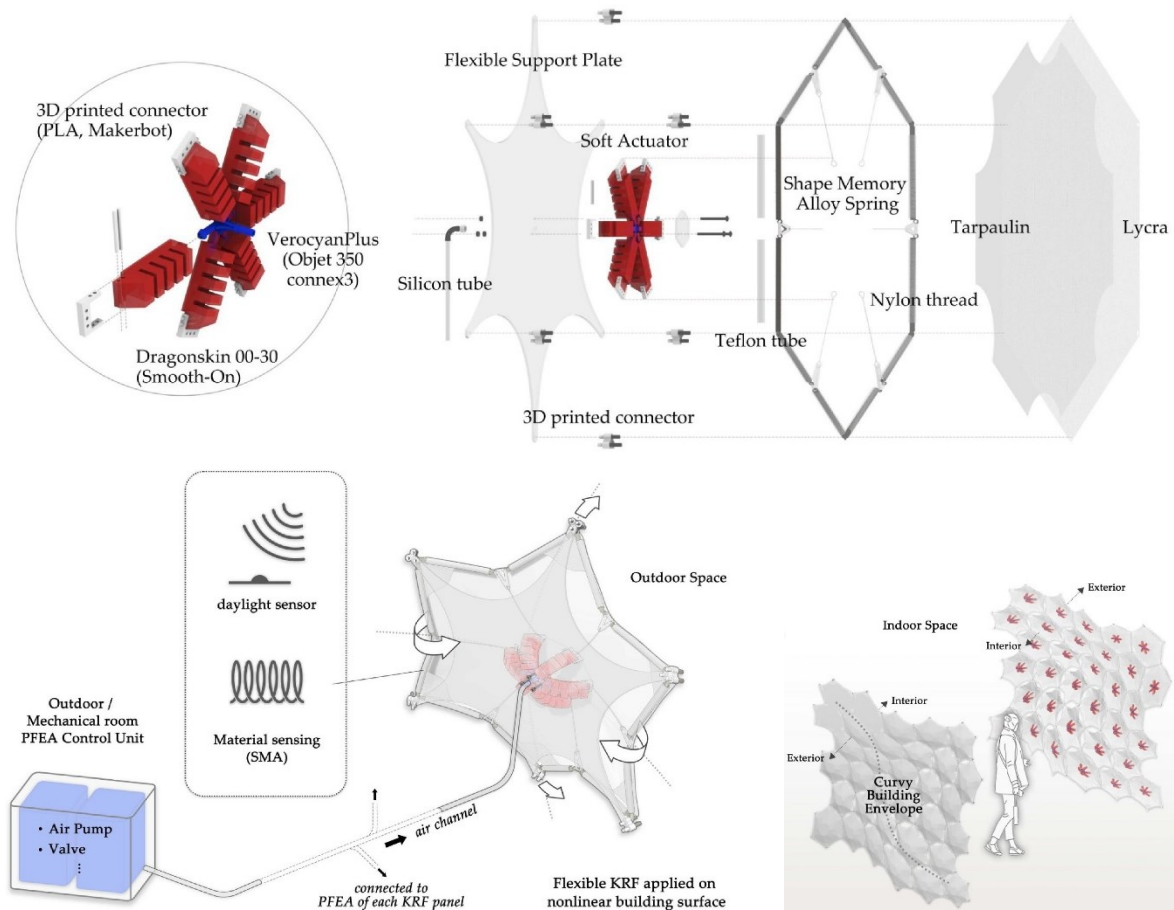 3D printed connector
(PLA, Makerbot)
VerocyanPlus
(Objet 350
connex3)
Dragonskin 00-30
(Smooth-On)
Flexible Support Plate
Soft Actuator
Silicon tube
Shape Memory
Alloy Spring
Tarpaulin
Lycra
Nylon thread
Teflon tube
3D printed connector
daylight sensor
Material sensing
(SMA)
Outdoor /
Mechanical room
PFEA Control Unit
• Air Pump
• Valve
⋮
air channel
connected to
PFEA of each KRF panel
Outdoor Space
Flexible KRF applied on
nonlinear building surface
Indoor Space
Exterior
Interior
Interior
Exterior
Curvy
Building
Envelope